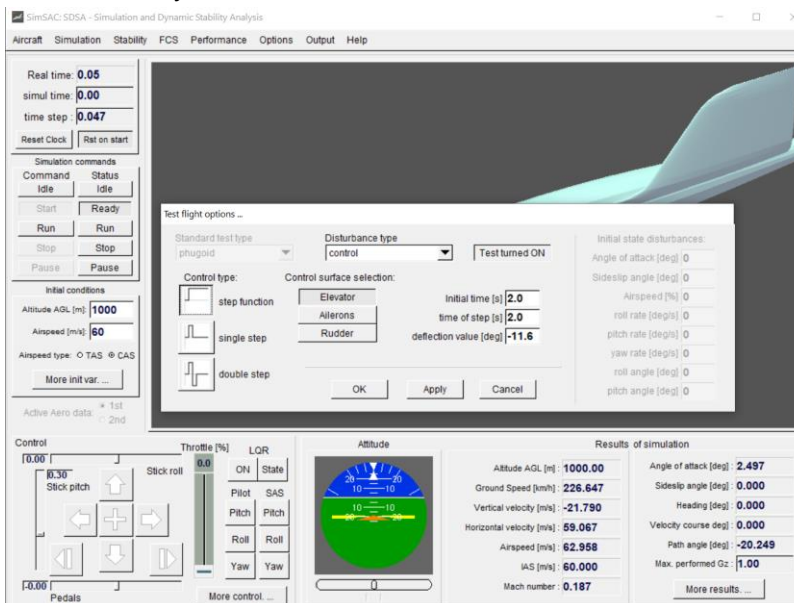 SimSAC: SDSA - Simulation and Dynamic Stability Analysis
Aircraft Simulation Stability FCS Performance Options Output Help
Real time: 0.05
simul time: 0.00
time step : 0.047
Reset Clock Rst on start
Simulation commands
Command Status
Idle Idle
Start Ready
Run Run
Stop Stop
Pause Pause
Initial conditions
Altitude AGL [m]: 1000
Airspeed [m/s]: 60
Airspeed type: TAS CAS
More init var. ...
Active Aero data: 1st
2nd
Test flight options ...
Standard test type
phugoid
Disturbance type
control
Test turned ON
Control type:
step function
single step
double step
Control surface selection:
Elevator
Ailerons
Rudder
Initial time [s] 2.0
time of step [s] 2.0
deflection value [deg] -11.6
OK Apply Cancel
Initial state disturbances:
Angle of attack [deg] 0
Sideslip angle [deg] 0
Airspeed [%] 0
roll rate [deg/s] 0
pitch rate [deg/s] 0
yaw rate [deg/s] 0
roll angle [deg] 0
pitch angle [deg] 0
Control
0.00
0.30
Stick pitch
Stick roll
-0.00
Pedals
Throttle [%]
0.0
LQR
ON State
Pilot SAS
Pitch Pitch
Roll Roll
Yaw Yaw
More control. ...
Attitude
20 20
10 10
10 10
0
Results of simulation
Altitude AGL [m] : 1000.00
Ground Speed [km/h] : 226.647
Vertical velocity [m/s] : -21.790
Horizontal velocity [m/s] : 59.067
Airspeed [m/s] : 62.958
IAS [m/s] : 60.000
Mach number : 0.187
Angle of attack [deg] : 2.497
Sideslip angle [deg] : 0.000
Heading [deg] : 0.000
Velocity course deg] : 0.000
Path angle [deg] : -20.249
Max. performed Gz : 1.00
More results. ...